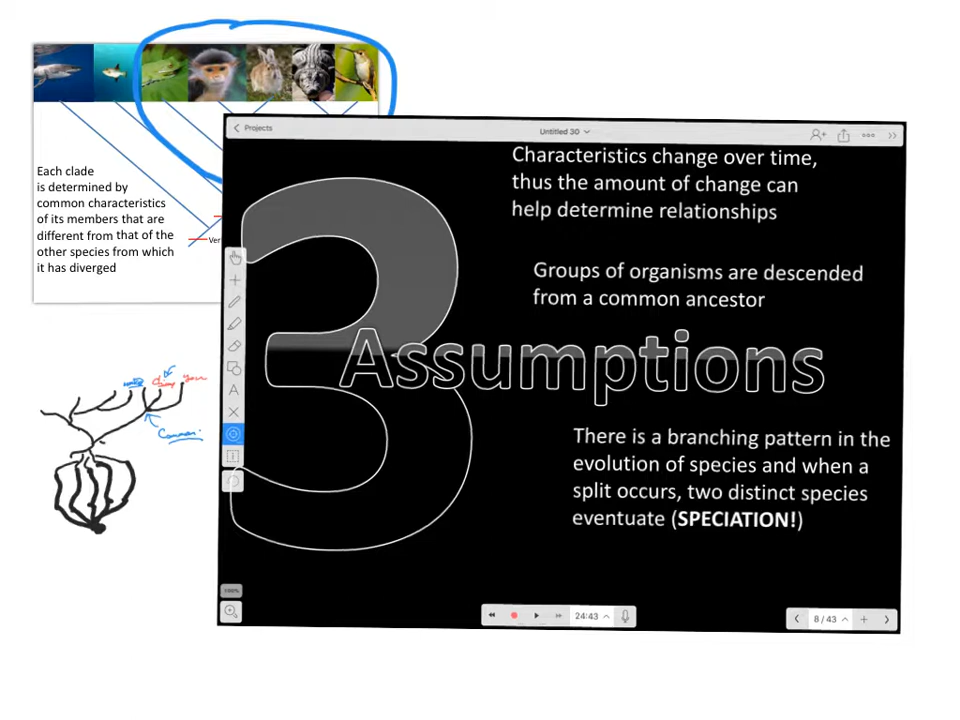 Each clade
is determined by
common characteristics
of its members that are
different from that of the
other species from which
it has diverged
Ver
Common
Projects
Untitled 30
Characteristics change over time,
thus the amount of change can
help determine relationships
Groups of organisms are descended
from a common ancestor
3
Assumptions
There is a branching pattern in the
evolution of species and when a
split occurs, two distinct species
eventuate (SPECIATION!)
A
100%
24:43
8 / 43